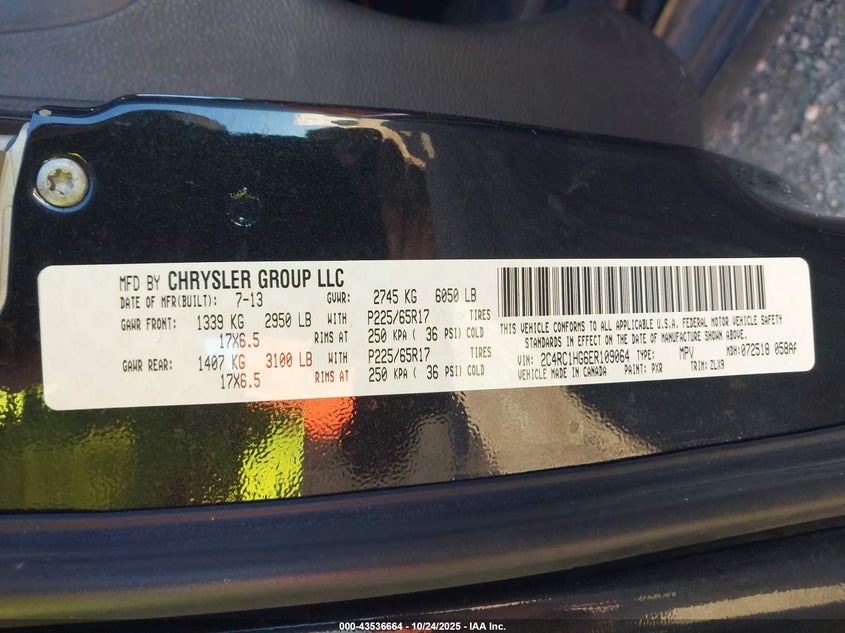 MFD BY CHRYSLER GROUP LLC
DATE OF MFR(BUILT): 7-13 GVWR: 2745 KG 6050 LB
GAWR FRONT: 1339 KG 2950 LB WITH P225/65R17 TIRES
17X6.5 RIMS AT 250 KPA ( 36 PSI) COLD
GAWR REAR: 1407 KG 3100 LB WITH P225/65R17 TIRES
17X6.5 RIMS AT 250 KPA ( 36 PSI) COLD
THIS VEHICLE CONFORMS TO ALL APPLICABLE U.S.A. FEDERAL MOTOR VEHICLE SAFETY
STANDARDS IN EFFECT ON THE DATE OF MANUFACTURE SHOWN ABOVE.
VIN: 2C4RC1HG6ER109064 TYPE: MPV MDH: 072518 058AF
VEHICLE MADE IN CANADA PAINT: PXR TRIM: ZLX9
000-43536664 - 10/24/2025 - IAA Inc.